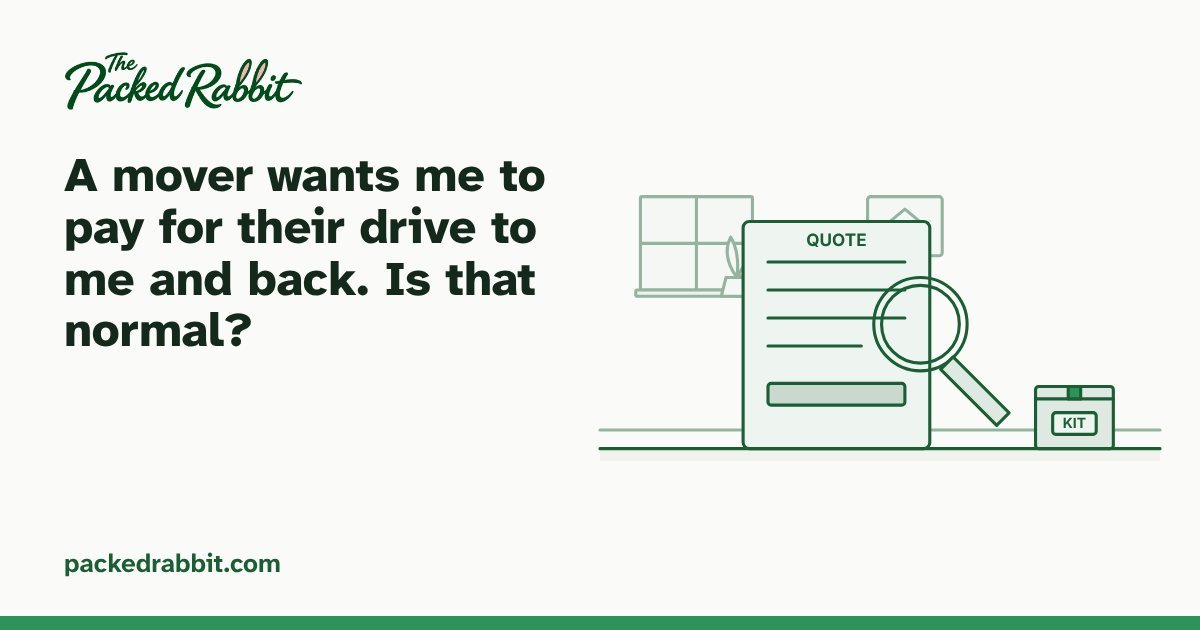 The
Packed Rabbit
A mover wants me to
pay for their drive to
me and back. Is that
normal?
QUOTE
KIT
packedrabbit.com